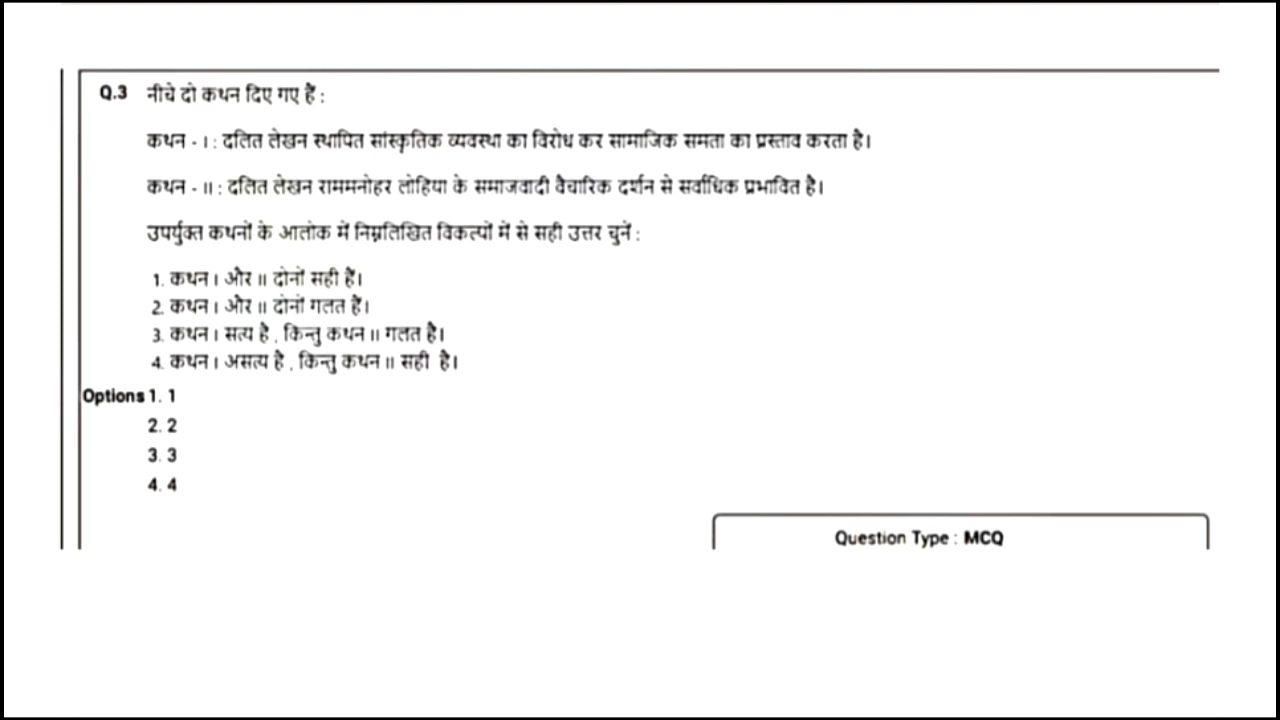 Q.3 नीचे दो कथन दिए गए हैं :
कथन - I : दलित लेखन स्थापित सांस्कृतिक व्यवस्था का विरोध कर सामाजिक समता का प्रस्ताव करता है।
कथन - II : दलित लेखन राममनोहर लोहिया के समाजवादी वैचारिक दर्शन से सर्वाधिक प्रभावित है।
उपर्युक्त कथनों के आलोक में निम्नलिखित विकल्पों में से सही उत्तर चुनें :
1. कथन I और II दोनों सही हैं।
2. कथन I और II दोनों गलत हैं।
3. कथन I सत्य है , किन्तु कथन II गलत है।
4. कथन I असत्य है , किन्तु कथन II सही है।
Options 1. 1
2. 2
3. 3
4. 4
Question Type : MCQ